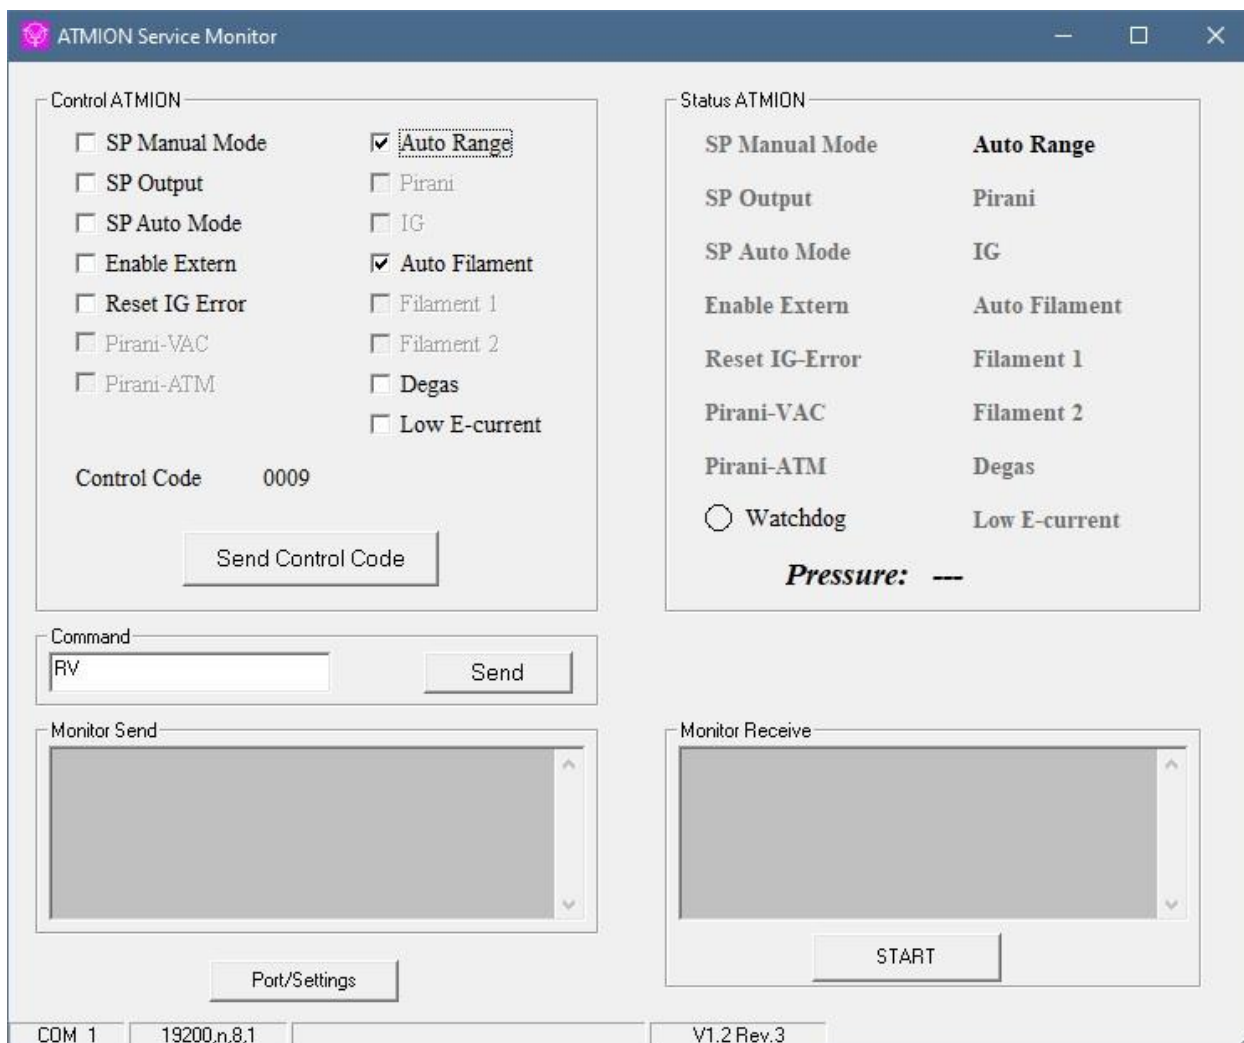 ATMION Service Monitor
Control ATMION
SP Manual Mode
SP Output
SP Auto Mode
Enable Extern
Reset IG Error
Pirani-VAC
Pirani-ATM
Auto Range
Pirani
IG
Auto Filament
Filament 1
Filament 2
Degas
Low E-current
Control Code 0009
Send Control Code
Status ATMION
SP Manual Mode
SP Output
SP Auto Mode
Enable Extern
Reset IG-Error
Pirani-VAC
Pirani-ATM
Watchdog
Auto Range
Pirani
IG
Auto Filament
Filament 1
Filament 2
Degas
Low E-current
Pressure: ---
Command
RV
Send
Monitor Send
Monitor Receive
START
Port/Settings
COM 1
19200,n,8,1
V1.2 Rev.3